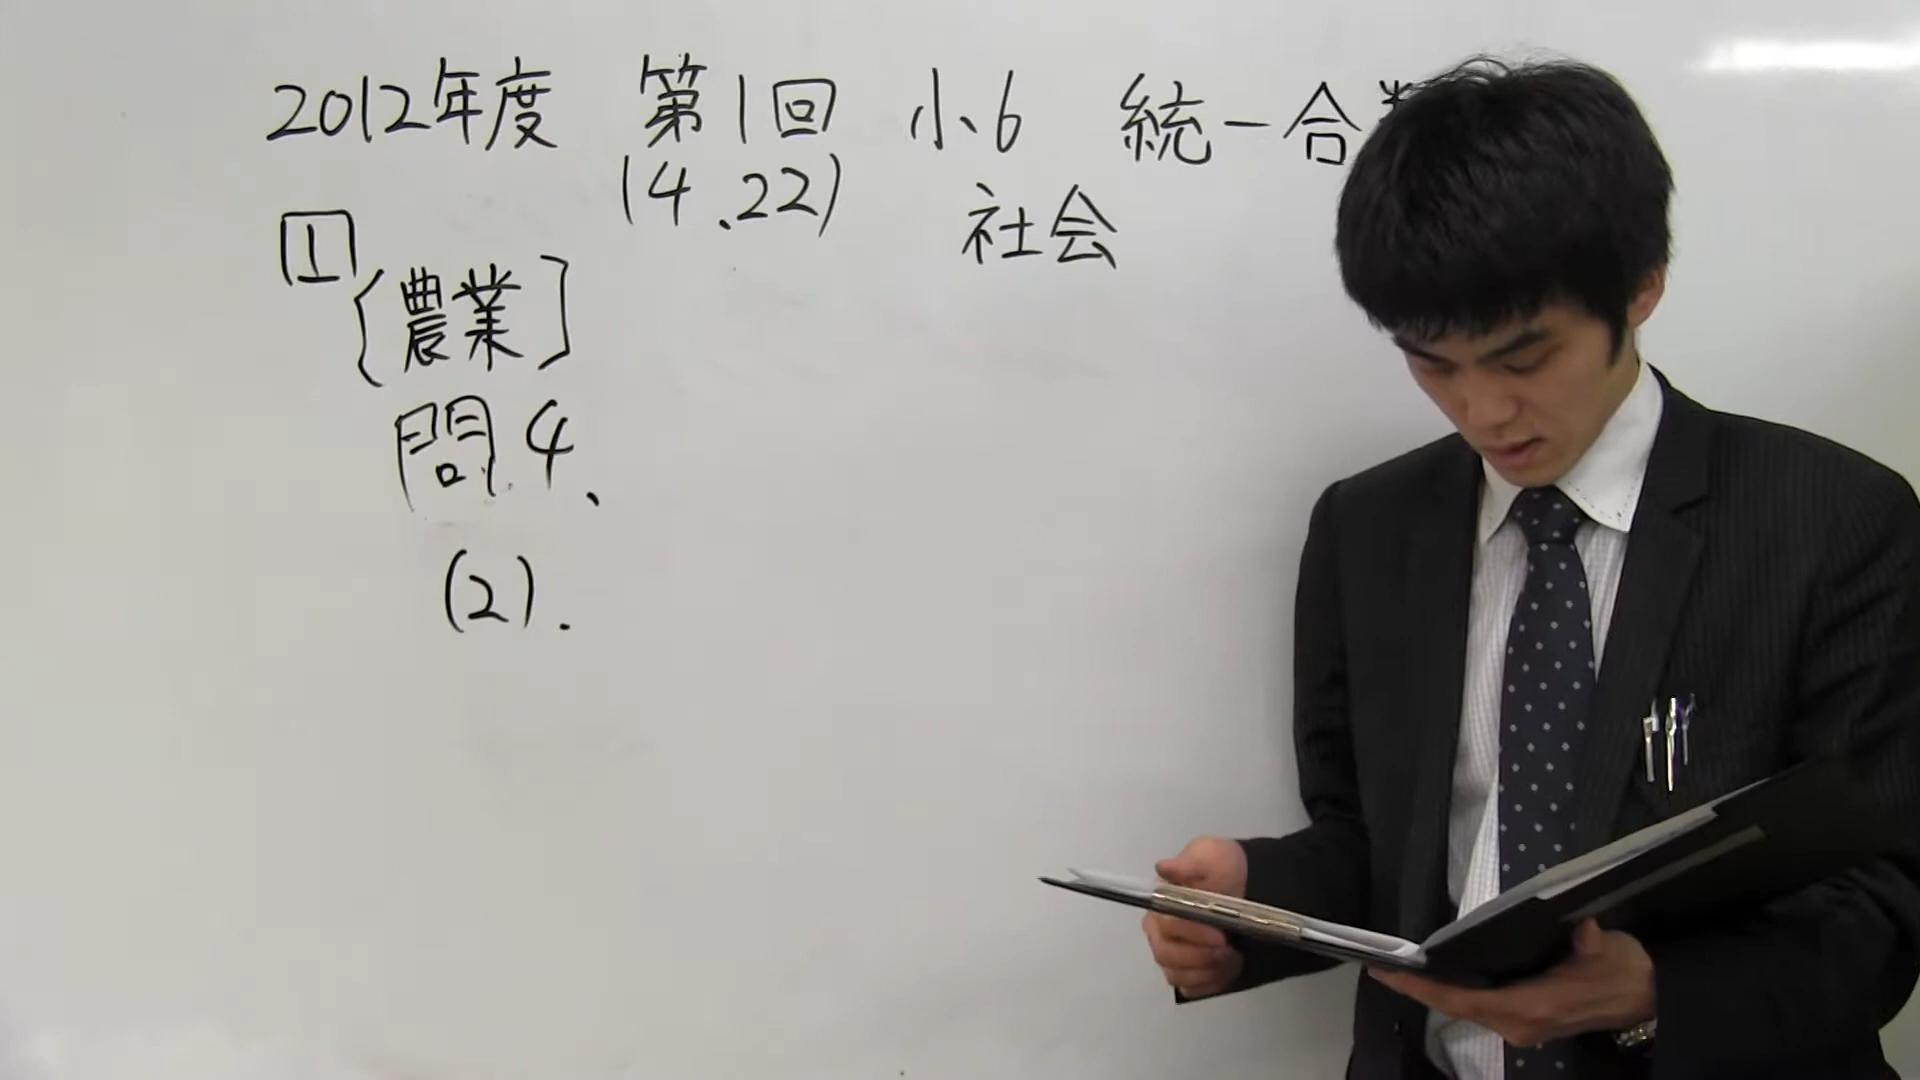 2012年度 第1回 小6 統一合
(4.22) 社会
1
[農業]
問4、
(2).